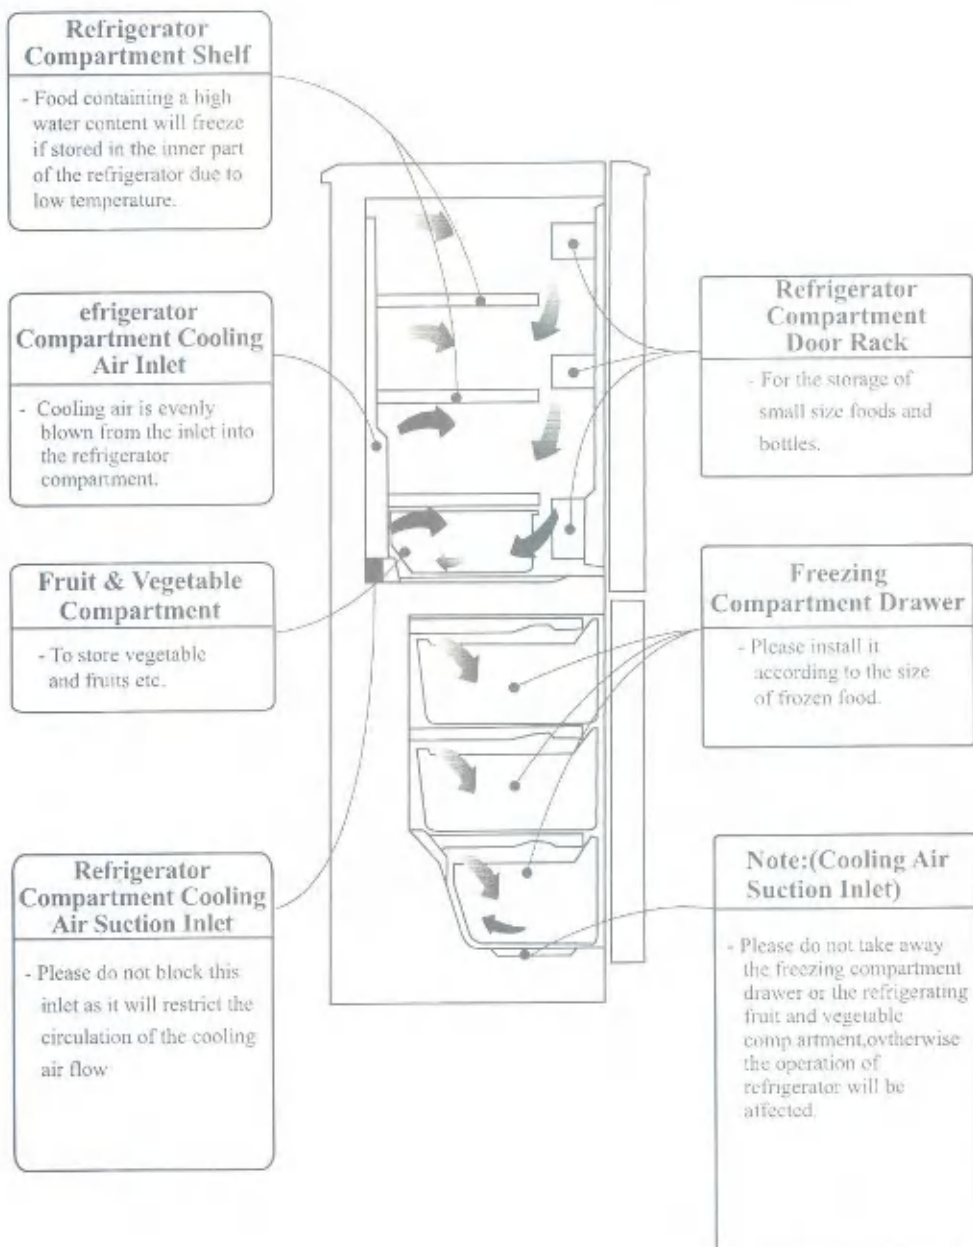 Refrigerator
Compartment Shelf
- Food containing a high
water content will freeze
if stored in the inner part
of the refrigerator due to
low temperature.
efrigerator
Compartment Cooling
Air Inlet
- Cooling air is evenly
blown from the inlet into
the refrigerator
compartment.
Fruit & Vegetable
Compartment
- To store vegetable
and fruits etc.
Refrigerator
Compartment Cooling
Air Suction Inlet
- Please do not block this
inlet as it will restrict the
circulation of the cooling
air flow
Refrigerator
Compartment
Door Rack
- For the storage of
small size foods and
bottles.
Freezing
Compartment Drawer
- Please install it
according to the size
of frozen food.
Note:(Cooling Air
Suction Inlet)
- Please do not take away
the freezing compartment
drawer or the refrigerating
fruit and vegetable
comp artment,ovtherwise
the operation of
refrigerator will be
affected.